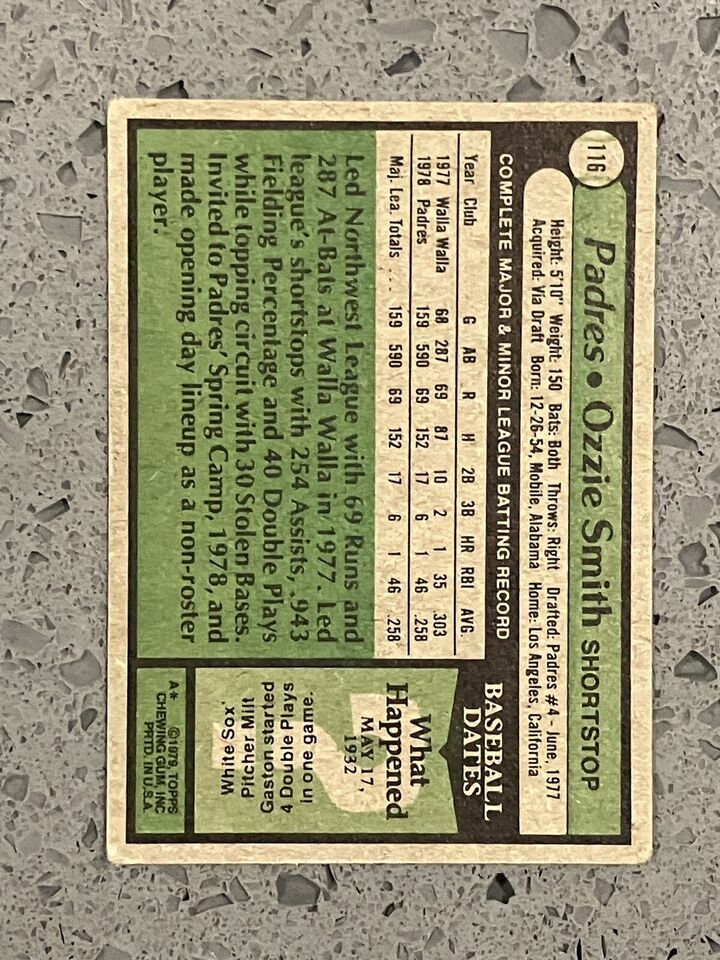 116
Padres • Ozzie Smith SHORTSTOP
Height: 5'10" Weight: 150 Bats: Both Throws: Right Drafted: Padres #4 - June, 1977
Acquired: Via Draft Born: 12-26-54, Mobile, Alabama Home: Los Angeles, California
COMPLETE MAJOR & MINOR LEAGUE BATTING RECORD
Year Club G AB R H 2B 3B HR RBI AVG.
1977 Walla Walla 68 287 69 87 10 2 1 35 .303
1978 Padres 159 590 69 152 17 6 1 46 .258
Maj. Lea. Totals . . . 159 590 69 152 17 6 1 46 .258
Led Northwest League with 69 Runs and
287 At-Bats at Walla Walla in 1977. Led
league's shortstops with 254 Assists, .943
Fielding Percentage and 40 Double Plays
while topping circuit with 30 Stolen Bases.
Invited to Padres' Spring Camp, 1978, and
made opening day lineup as a non-roster
player.
BASEBALL
DATES
What
Happened
MAY 17,
1932
White Sox'
pitcher Milt
Gaston started
4 Double Plays
in one game.
A* ©1979, TOPPS
CHEWING GUM, INC
PRTD. IN U.S.A.